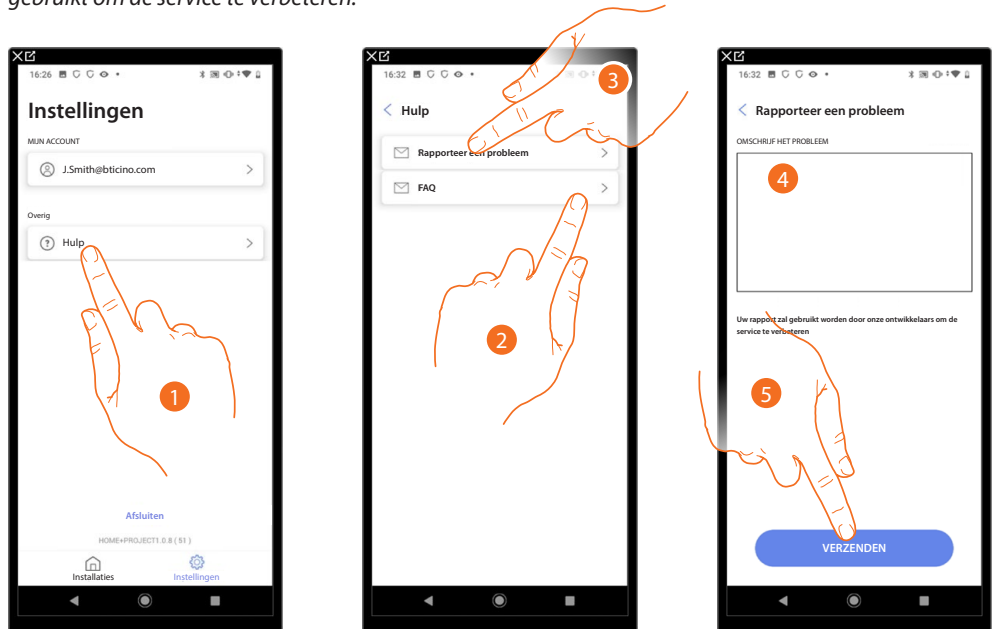 gebruikt om de service te verbeteren.
16:26
Instellingen
MIJN ACCOUNT
J.Smith@bticino.com
Overig
Hulp
1
Afsluiten
HOME+PROJECT1.0.8 ( 51 )
Installaties
Instellingen
16:32
3
Hulp
Rapporteer een probleem
FAQ
2
16:32
Rapporteer een probleem
OMSCHRIJF HET PROBLEEM
4
Uw rapport zal gebruikt worden door onze ontwikkelaars om de
service te verbeteren
5
VERZENDEN